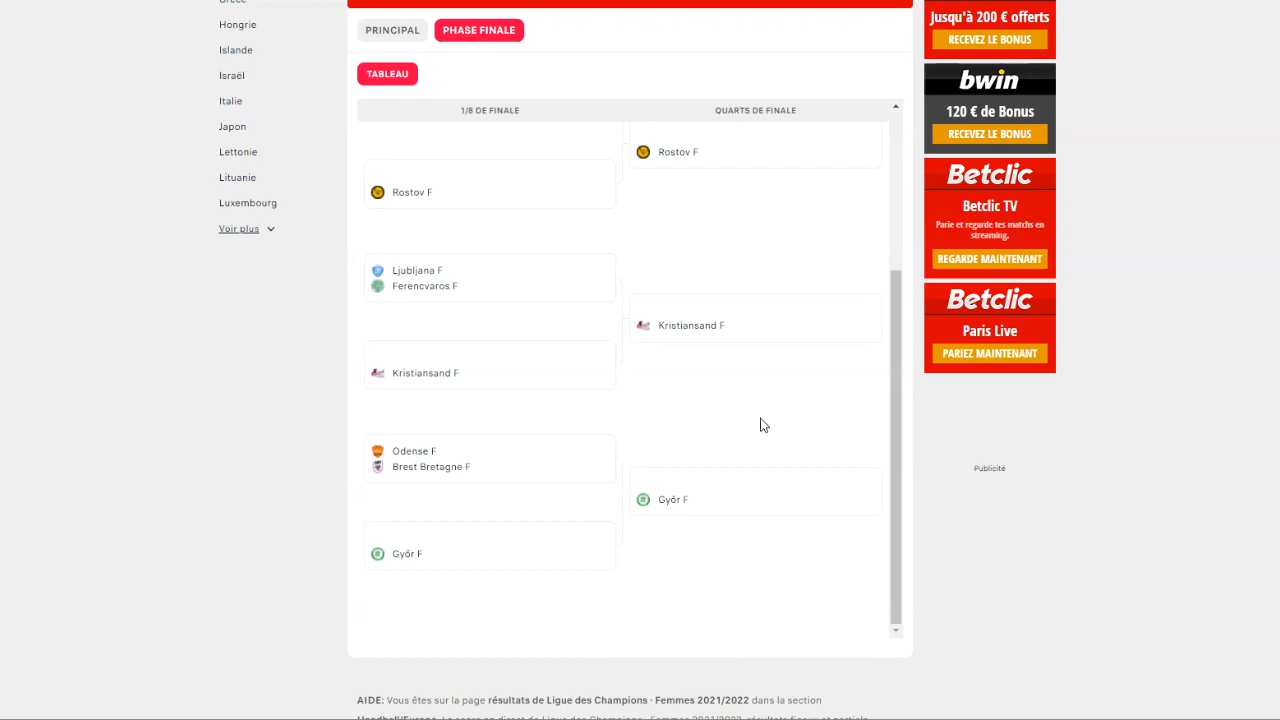 Hongrie
Islande
Israël
Italie
Japon
Lettonie
Lituanie
Luxembourg
Voir plus
PRINCIPAL
PHASE FINALE
TABLEAU
1/8 DE FINALE
QUARTS DE FINALE
Rostov F
Rostov F
Ljubljana F
Ferencvaros F
Kristiansand F
Kristiansand F
Odense F
Brest Bretagne F
Győr F
Győr F
AIDE: Vous êtes sur la page résultats de Ligue des Champions - Femmes 2021/2022 dans la section
Jusqu'à 200 € offerts
RECEVEZ LE BONUS
bwin
120 € de Bonus
RECEVEZ LE BONUS
Betclic
Betclic TV
Parie et regarde tes matchs en
streaming.
REGARDE MAINTENANT
Betclic
Paris Live
PARIEZ MAINTENANT
Publicité